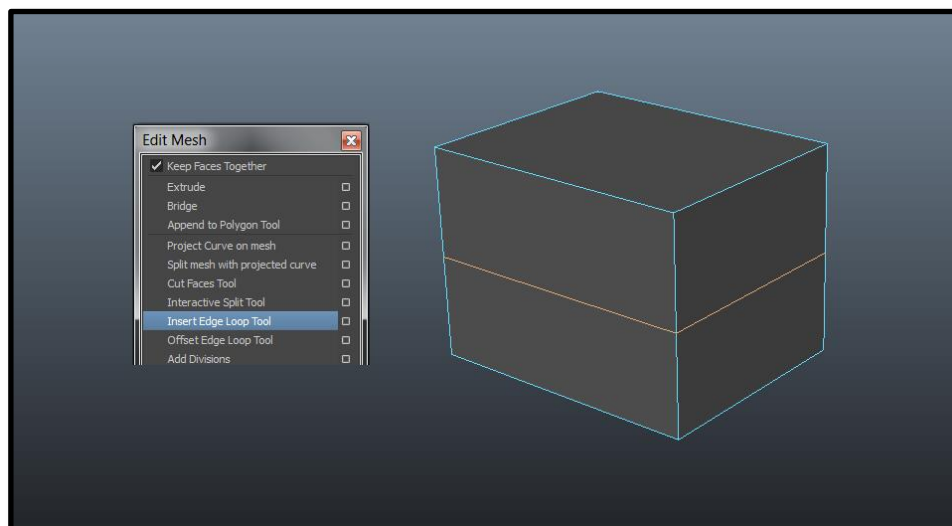 Edit Mesh
Keep Faces Together
Extrude
Bridge
Append to Polygon Tool
Project Curve on mesh
Split mesh with projected curve
Cut Faces Tool
Interactive Split Tool
Insert Edge Loop Tool
Offset Edge Loop Tool
Add Divisions